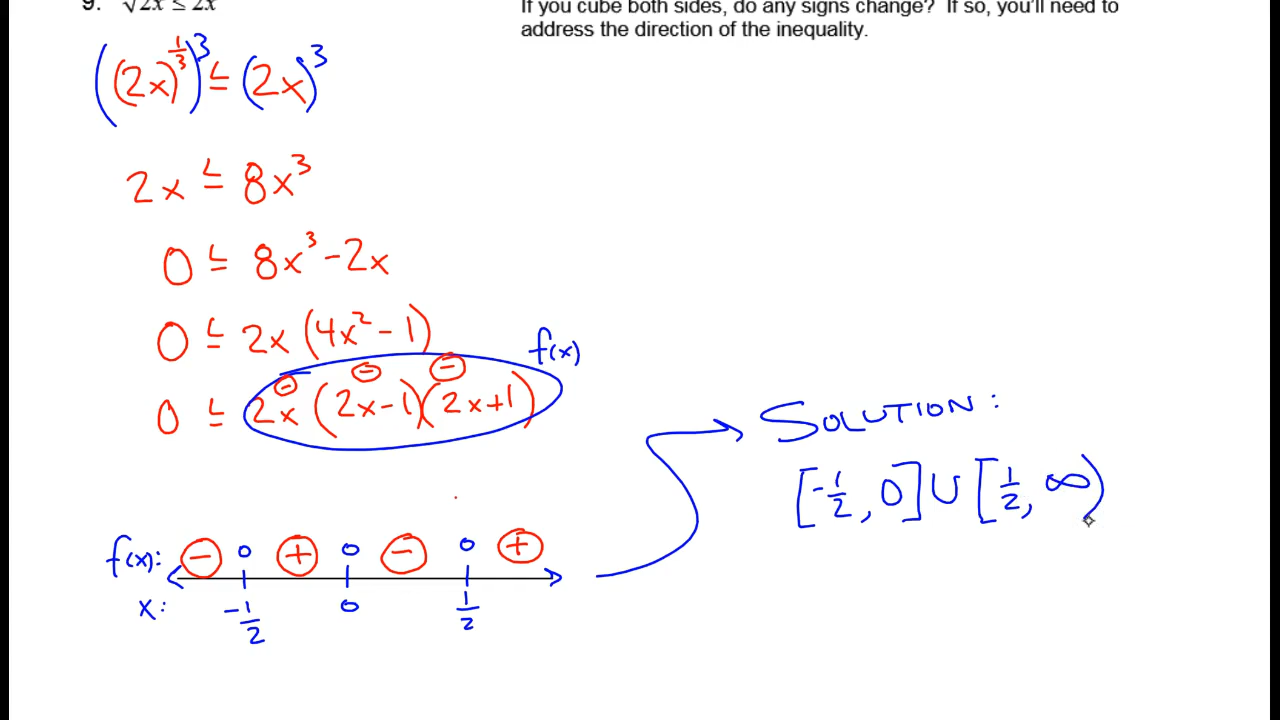 9. √2x ≤ 2x
If you cube both sides, do any signs change? If so, you'll need to
address the direction of the inequality.
((2x)^(1/3))^3 ≤ (2x)^3
2x ≤ 8x^3
0 ≤ 8x^3 - 2x
0 ≤ 2x(4x^2 - 1)
f(x)
⊖ ⊖ ⊖
0 ≤ 2x(2x-1)(2x+1)
SOLUTION:
[-1/2, 0] ∪ [1/2, ∞)
f(x): ⊖ 0 ⊕ 0 ⊖ 0 ⊕
x: -1/2 0 1/2